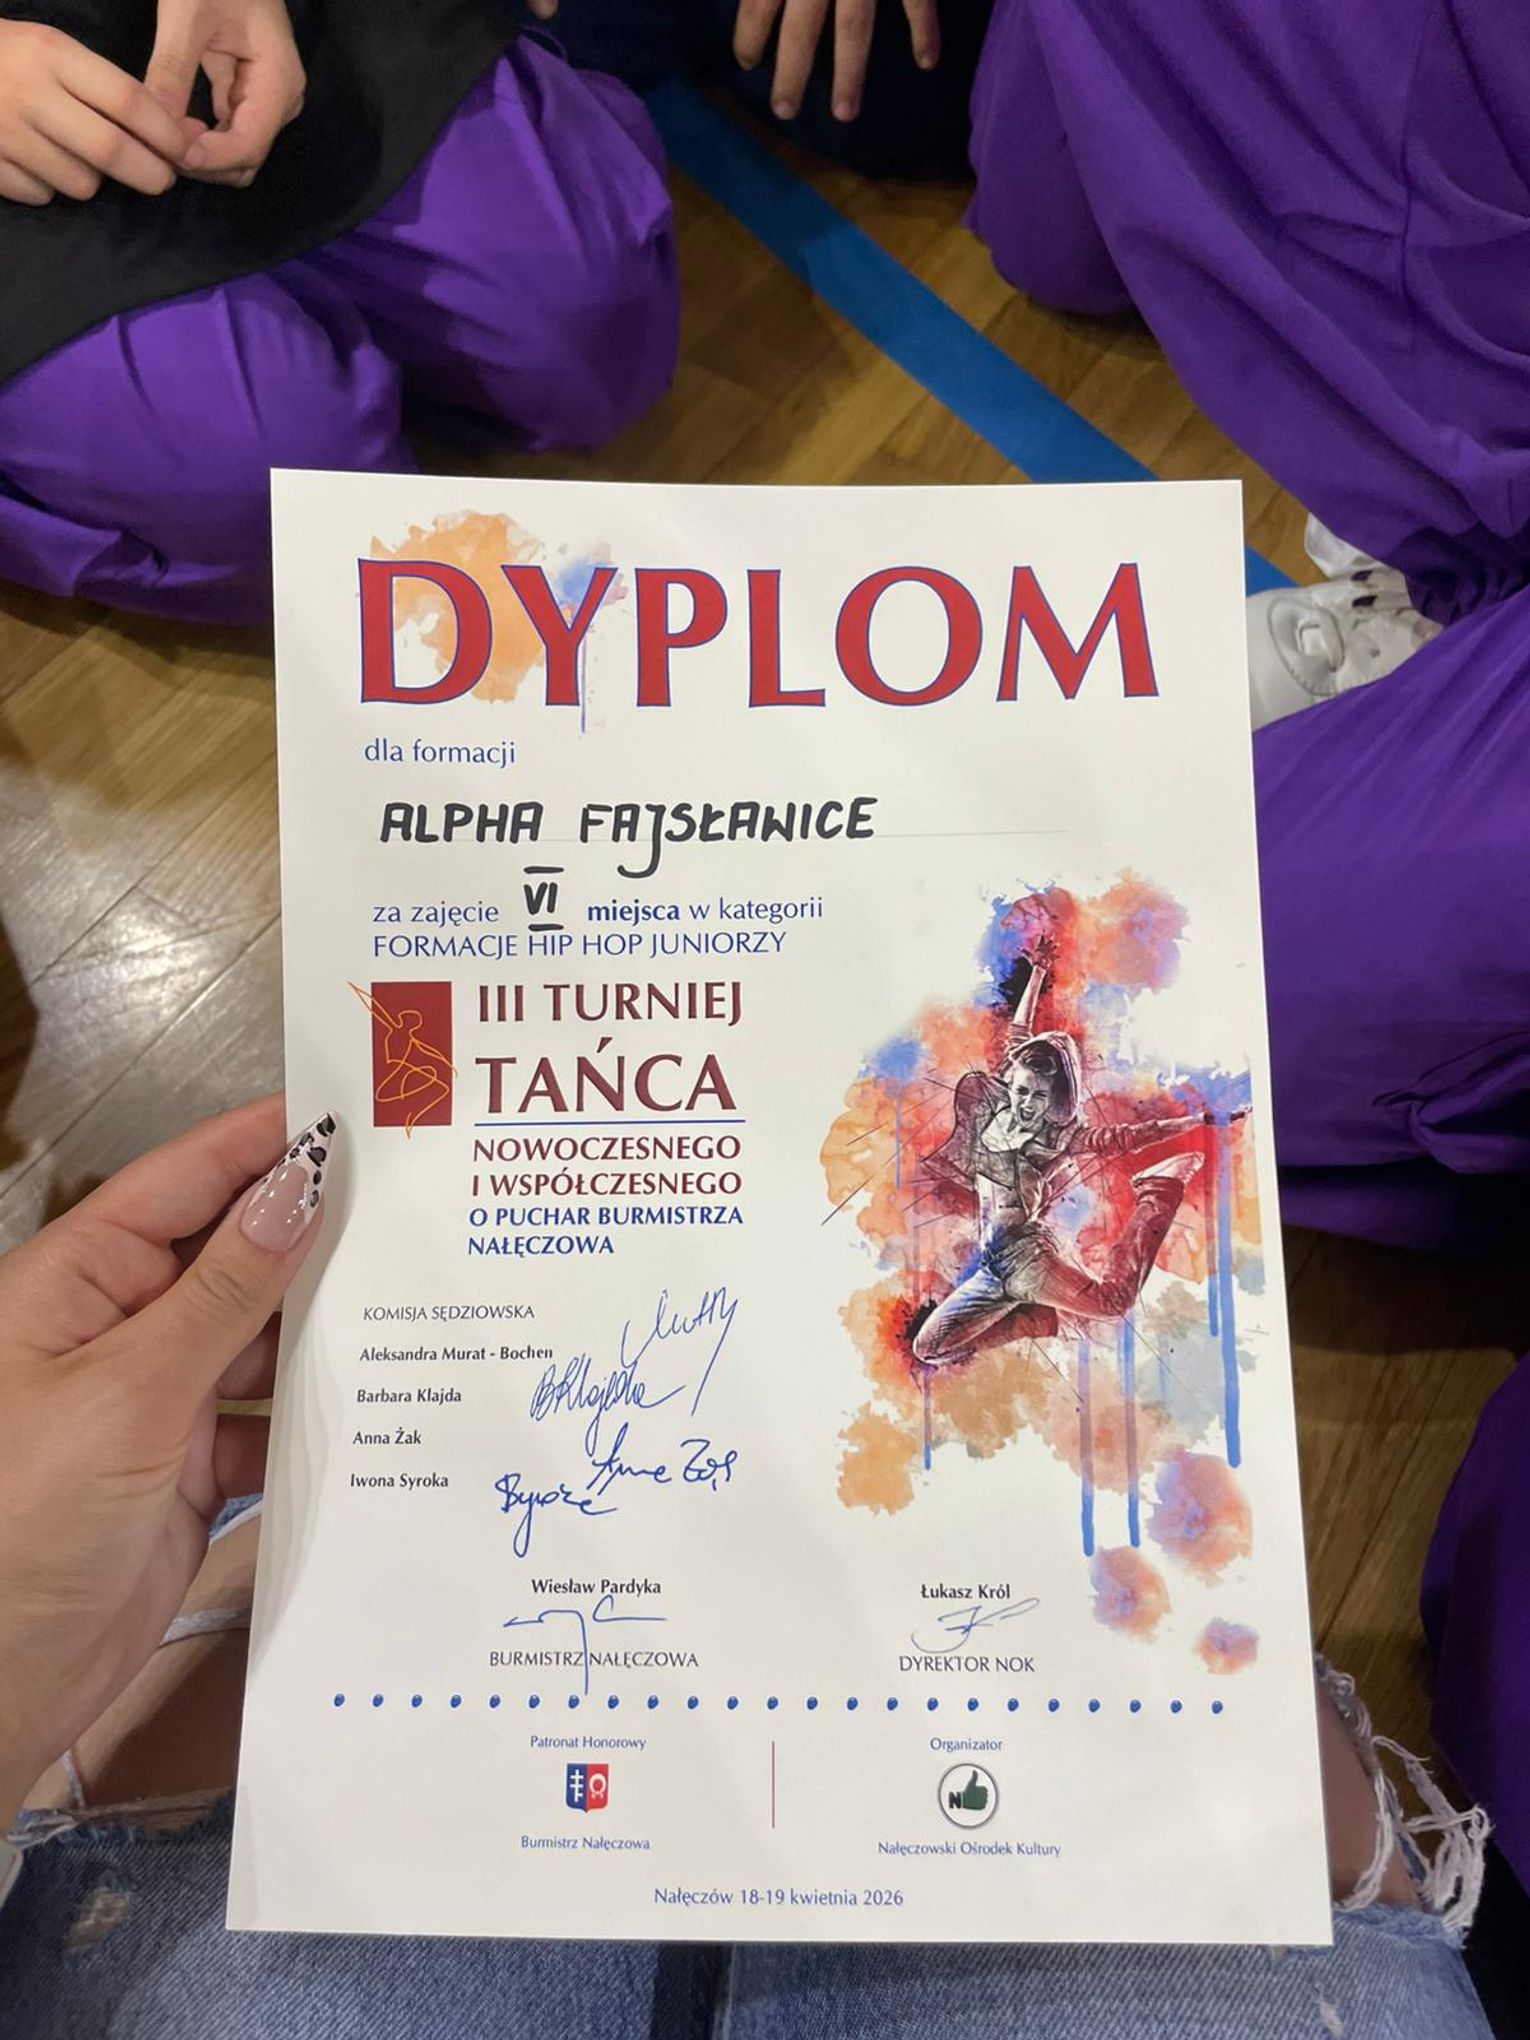 DYPLOM
dla formacji
ALPHA FAJSŁAWICE
za zajęcie VI miejsca w kategorii
FORMACJE HIP HOP JUNIORZY
III TURNIEJ
TAŃCA
NOWOCZESNEGO
I WSPÓŁCZESNEGO
O PUCHAR BURMISTRZA
NAŁĘCZOWA
KOMISJA SĘDZIOWSKA
Aleksandra Murat - Bochen
Barbara Klajda
Anna Żak
Iwona Syroka
Wiesław Pardyka
BURMISTRZ NAŁĘCZOWA
Łukasz Król
DYREKTOR NOK
Patronat Honorowy
Burmistrz Nałęczowa
Organizator
N
Nałęczowski Ośrodek Kultury
Nałęczów 18-19 kwietnia 2026